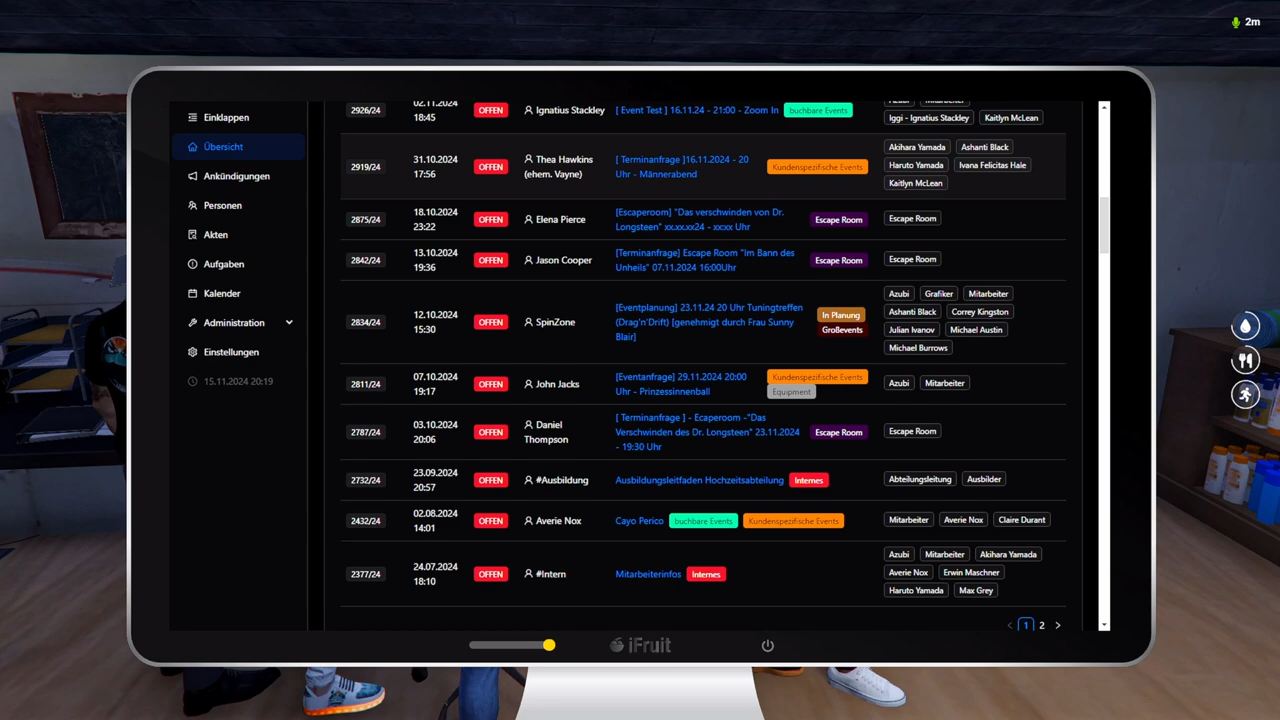 2m
Einklappen
Übersicht
Ankündigungen
Personen
Akten
Aufgaben
Kalender
Administration
Einstellungen
15.11.2024 20:19
2926/24 02.11.2024 18:45 OFFEN Ignatius Stackley [ Event Test ] 16.11.24 - 21:00 - Zoom In buchbare Events Azubi Mitarbeiter
Iggi - Ignatius Stackley Kaitlyn McLean
2919/24 31.10.2024 17:56 OFFEN Thea Hawkins (ehem. Vayne) [ Terminanfrage ]16.11.2024 - 20
Uhr - Männerabend Kundenspezifische Events
Akihara Yamada Ashanti Black
Haruto Yamada Ivana Felicitas Hale
Kaitlyn McLean
2875/24 18.10.2024 23:22 OFFEN Elena Pierce [Escaperoom] "Das verschwinden von Dr.
Longsteen" xx.xx.xx24 - xx:xx Uhr Escape Room Escape Room
2842/24 13.10.2024 19:36 OFFEN Jason Cooper [Terminanfrage] Escape Room "Im Bann des
Unheils" 07.11.2024 16:00Uhr Escape Room Escape Room
2834/24 12.10.2024 15:30 OFFEN SpinZone [Eventplanung] 23.11.24 20 Uhr Tuningtreffen
(Drag'n'Drift) [genehmigt durch Frau Sunny
Blair] In Planung
Großevents
Azubi Grafiker Mitarbeiter
Ashanti Black Correy Kingston
Julian Ivanov Michael Austin
Michael Burrows
2811/24 07.10.2024 19:17 OFFEN John Jacks [Eventanfrage] 29.11.2024 20:00
Uhr - Prinzessinnenball Kundenspezifische Events
Equipment
Azubi Mitarbeiter
2787/24 03.10.2024 20:06 OFFEN Daniel Thompson [ Terminanfrage ] - Ecaperoom -"Das
Verschwinden des Dr. Longsteen" 23.11.2024
- 19:30 Uhr Escape Room Escape Room
2732/24 23.09.2024 20:57 OFFEN #Ausbildung Ausbildungsleitfaden Hochzeitsabteilung Internes Abteilungsleitung Ausbilder
2432/24 02.08.2024 14:01 OFFEN Averie Nox Cayo Perico buchbare Events Kundenspezifische Events Mitarbeiter Averie Nox Claire Durant
2377/24 24.07.2024 18:10 OFFEN #Intern Mitarbeiterinfos Internes
Azubi Mitarbeiter Akihara Yamada
Averie Nox Erwin Maschner
Haruto Yamada Max Grey
< 1 2 >
iFruit